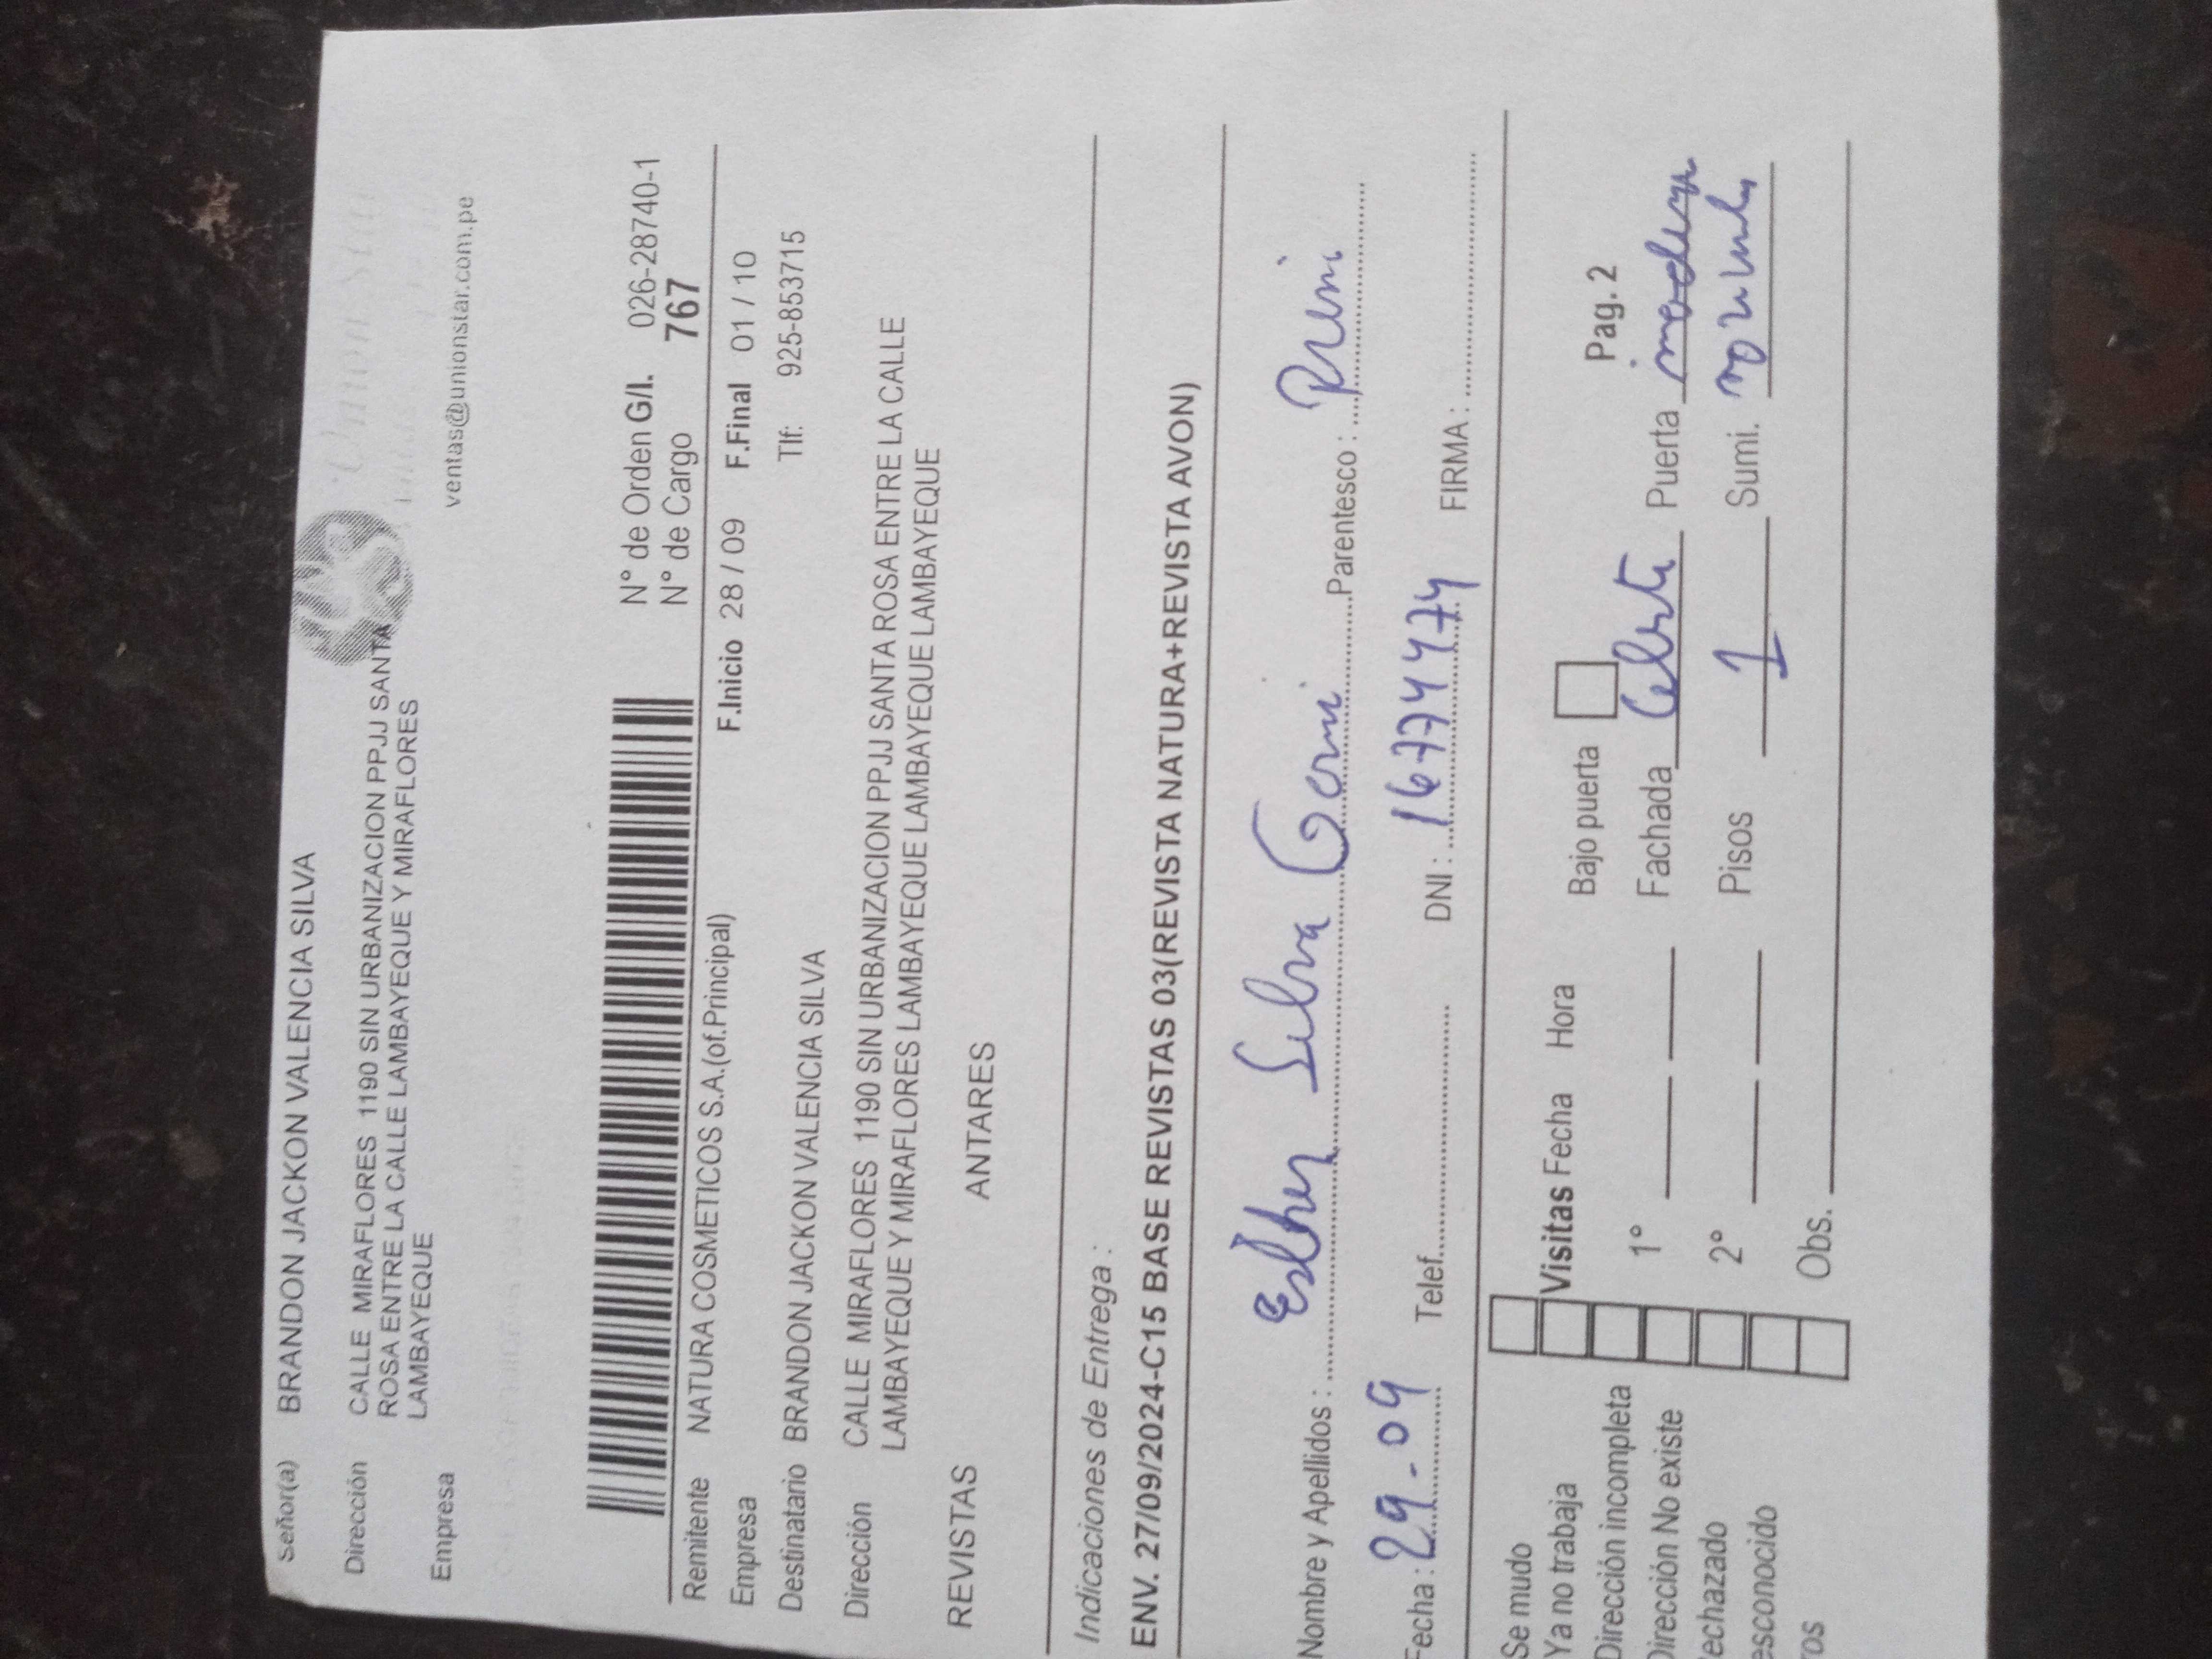 Señor(a) BRANDON JACKON VALENCIA SILVA
Dirección CALLE MIRAFLORES 1190 SIN URBANIZACION PPJJ SANTA
ROSA ENTRE LA CALLE LAMBAYEQUE Y MIRAFLORES
LAMBAYEQUE
Empresa
ventas@unionstar.com.pe
N° de Orden G/I. 026-28740-1
N° de Cargo 767
Remitente NATURA COSMETICOS S.A.(of.Principal)
F.Inicio 28 / 09 F.Final 01 / 10
Empresa
Tlf: 925-853715
Destinatario BRANDON JACKON VALENCIA SILVA
Dirección CALLE MIRAFLORES 1190 SIN URBANIZACION PPJJ SANTA ROSA ENTRE LA CALLE
LAMBAYEQUE Y MIRAFLORES LAMBAYEQUE LAMBAYEQUE LAMBAYEQUE
REVISTAS ANTARES
Indicaciones de Entrega :
ENV. 27/09/2024-C15 BASE REVISTAS 03(REVISTA NATURA+REVISTA AVON)
Nombre y Apellidos : Esther Silva Parentesco :
Fecha : 29-09 Telef. DNI : 16774474 FIRMA :
Se mudo
Ya no trabaja
Dirección incompleta
Dirección No existe
echazado
esconocido
ros
Visitas Fecha Hora
1°
2°
Obs.
Bajo puerta Pag. 2
Fachada Celeste Puerta madera
Pisos 1 Sumi.